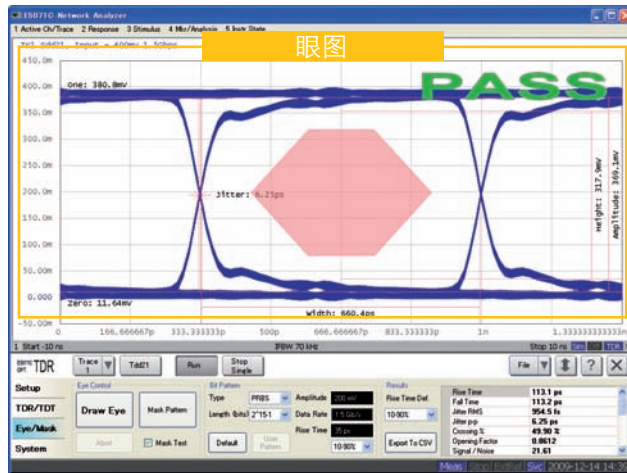 E5071C Network Analyzer
1 Active Ch/Trace 2 Response 3 Stimulus 4 Mkr/Analysis 5 Instr State
眼图
450.0m
PASS
One: 380.8mV
400.0m
350.0m
300.0m
250.0m
200.0m
Jitter: 6.25ps
Height: 317.9mV
Amplitude: 369.1mV
150.0m
100.0m
50.00m
0.000
Zero: 11.64mV
Width: 660.4ps
-50.00m
0
166.666667p
333.333333p
500p
666.666667p
833.333333p
1n
1 Start -10 ns
IFBW 70 kHz
Stop 10 ns
TDR
Trace 1
Tdd21
Run
Stop Single
File
?
Setup
TDR/TDT
Eye/Mask
System
Eye Control
Draw Eye
Mask Pattern
Abort
Mask Test
Bit Pattern
Type PRBS
Length (bits) 2^15-1
Default
User Pattern
Amplitude 200 mV
Data Rate 1.5 Gb/s
Rise Time 35 ps
10-90%
Results
Rise Time Def.
10-90%
Export To CSV
Rise Time 113.1 ps
Fall Time 113.2 ps
Jitter RMS 954.5 fs
Jitter p-p 6.25 ps
Crossing % 49.90 %
Opening Factor 0.8612
Signal / Noise 21.61
Meas Stop ExtRef Svc